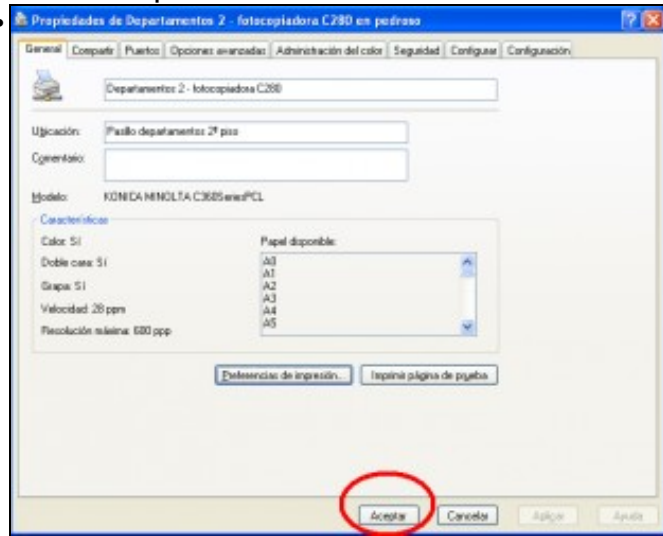 Propiedades de Departamentos 2 - fotocopiadora C280 en pedroso
General Compartir Puertos Opciones avanzadas Administración del color Seguridad Configurar Configuración
Departamentos 2 - fotocopiadora C280
Ubicación: Pasillo departamentos 2º piso
Comentario:
Modelo: KONICA MINOLTA C360SeriesPCL
Características
Color: Sí
Papel disponible:
Doble cara: Sí
Grapa: Sí
Velocidad: 28 ppm
Resolución máxima: 600 ppp
A0
A1
A2
A3
A4
A5
Preferencias de impresión... Imprimir página de prueba
Aceptar Cancelar Aplicar Ayuda